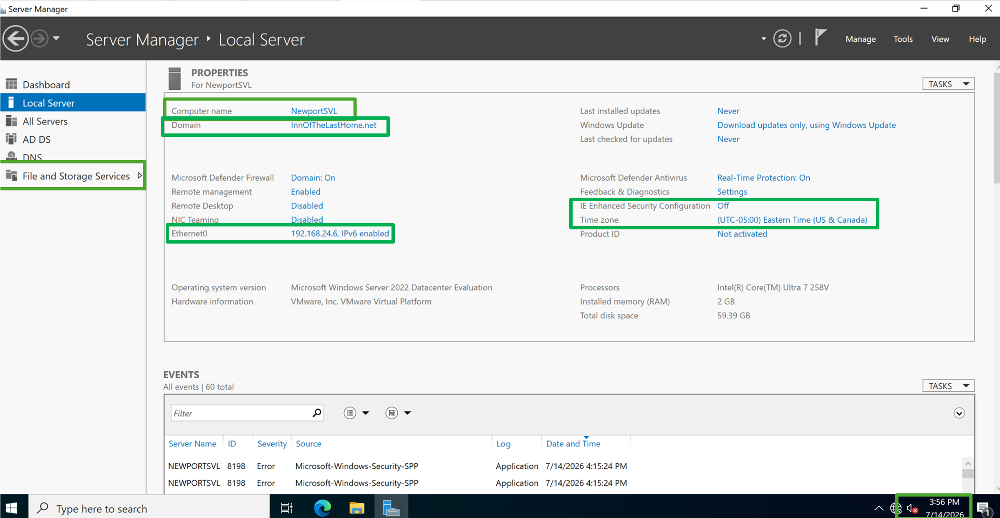 Server Manager
Server Manager ‣ Local Server
Manage Tools View Help
Dashboard
Local Server
All Servers
AD DS
DNS
File and Storage Services
PROPERTIES
For NewportSVL
TASKS
Computer name NewportSVL
Domain InnOfTheLastHome.net
Last installed updates Never
Windows Update Download updates only, using Windows Update
Last checked for updates Never
Microsoft Defender Firewall Domain: On
Remote management Enabled
Remote Desktop Disabled
NIC Teaming Disabled
Ethernet0 192.168.24.6, IPv6 enabled
Microsoft Defender Antivirus Real-Time Protection: On
Feedback & Diagnostics Settings
IE Enhanced Security Configuration Off
Time zone (UTC-05:00) Eastern Time (US & Canada)
Product ID Not activated
Operating system version Microsoft Windows Server 2022 Datacenter Evaluation
Hardware information VMware, Inc. VMware Virtual Platform
Processors Intel(R) Core(TM) Ultra 7 258V
Installed memory (RAM) 2 GB
Total disk space 59.39 GB
EVENTS
All events | 60 total
TASKS
Filter
Server Name ID Severity Source Log Date and Time
NEWPORTSVL 8198 Error Microsoft-Windows-Security-SPP Application 7/14/2026 4:15:24 PM
NEWPORTSVL 8198 Error Microsoft-Windows-Security-SPP Application 7/14/2026 4:15:24 PM
Type here to search
3:56 PM
7/14/2026
1